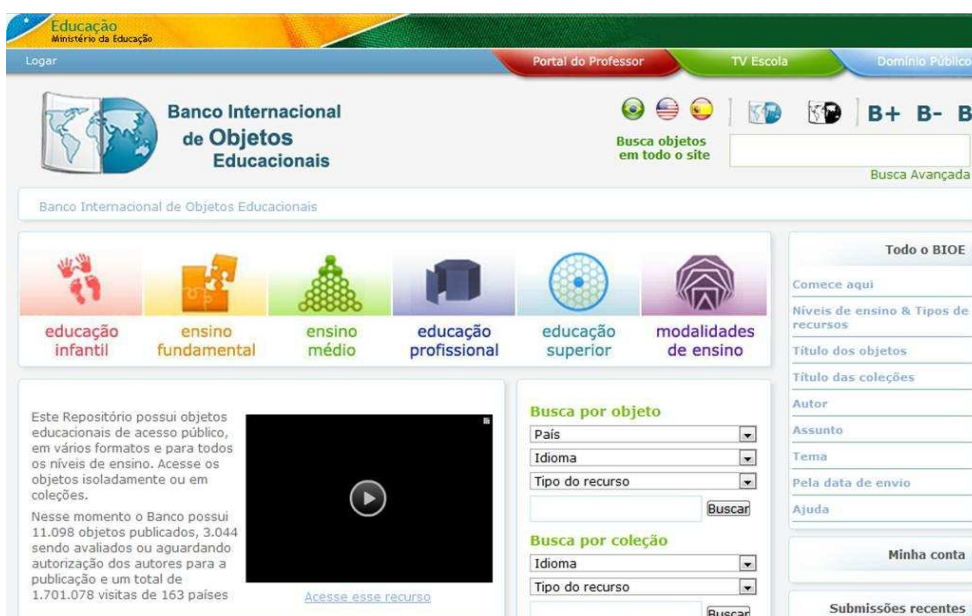 Educação
Ministério da Educação
Logar
Portal do Professor
TV Escola
Domínio Público
Banco Internacional
de Objetos
Educacionais
B+ B- B
Busca objetos
em todo o site
Busca Avançada
Banco Internacional de Objetos Educacionais
educação
infantil
ensino
fundamental
ensino
médio
educação
profissional
educação
superior
modalidades
de ensino
Este Repositório possui objetos
educacionais de acesso público,
em vários formatos e para todos
os níveis de ensino. Acesse os
objetos isoladamente ou em
coleções.
Nesse momento o Banco possui
11.098 objetos publicados, 3.044
sendo avaliados ou aguardando
autorização dos autores para a
publicação e um total de
1.701.078 visitas de 163 países
Acesse esse recurso
Busca por objeto
País
Idioma
Tipo do recurso
Buscar
Busca por coleção
Idioma
Tipo do recurso
Buscar
Todo o BIOE
Comece aqui
Níveis de ensino & Tipos de
recursos
Título dos objetos
Título das coleções
Autor
Assunto
Tema
Pela data de envio
Ajuda
Minha conta
Submissões recentes